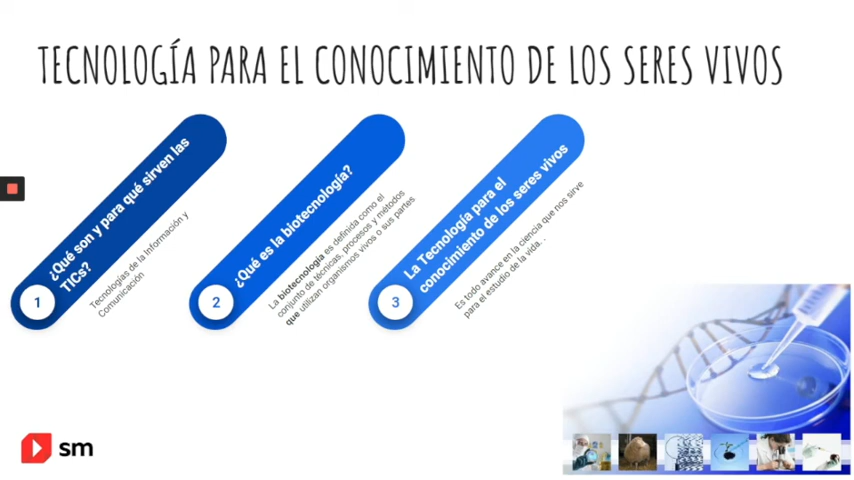 TECNOLOGÍA PARA EL CONOCIMIENTO DE LOS SERES VIVOS
1
¿Qué son y para qué sirven las
TICs?
Tecnologías de la Información y
Comunicación
2
¿Qué es la biotecnología?
La biotecnología es definida como el
conjunto de técnicas, procesos y métodos
que utilizan organismos vivos o sus partes
3
La Tecnología para el
conocimiento de los seres vivos
Es todo avance en la ciencia que nos sirve
para el estudio de la vida. .
sm